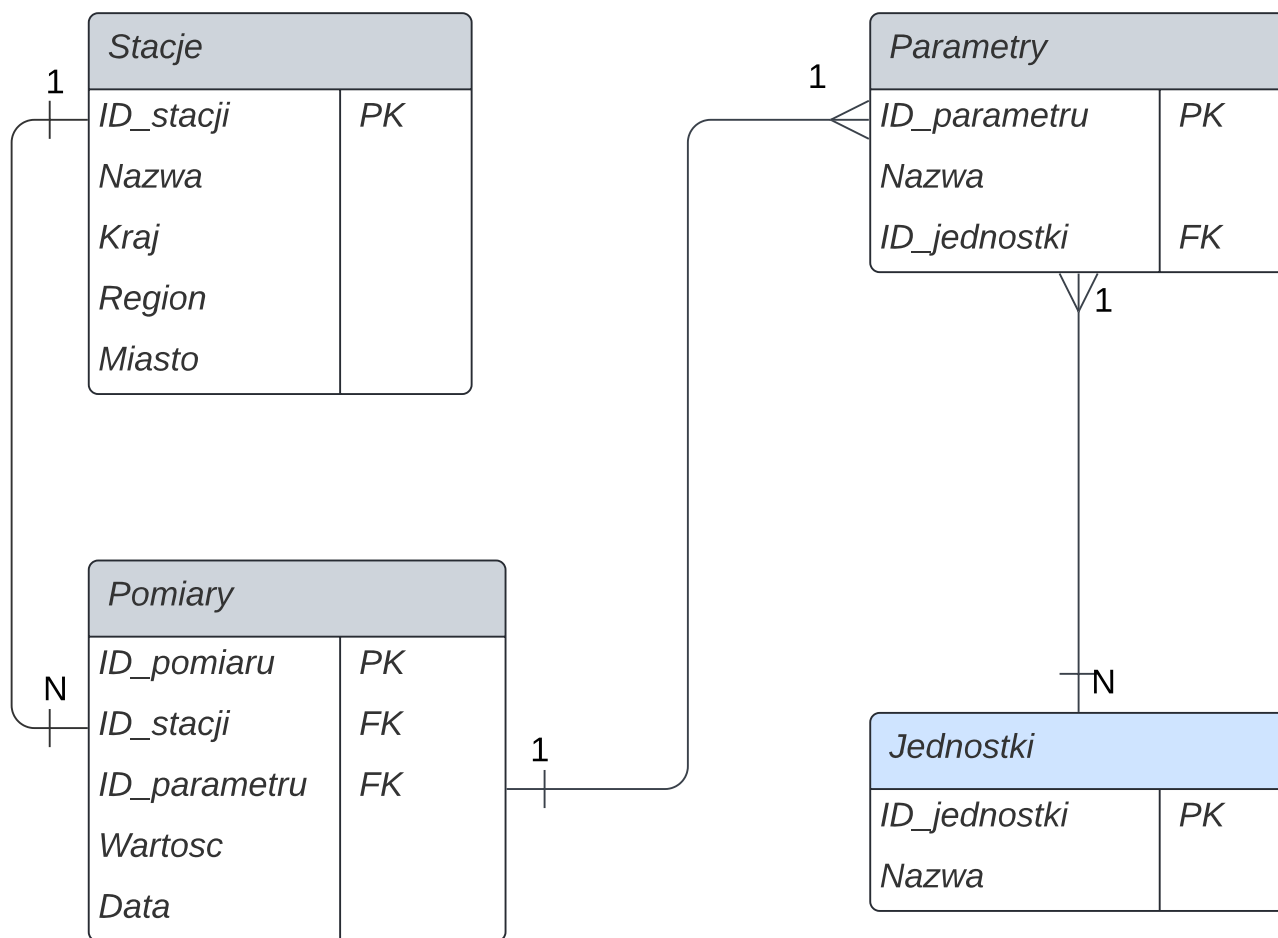 Stacje
1
ID_stacji PK
Nazwa
Kraj
Region
Miasto
Parametry
1
ID_parametru PK
Nazwa
ID_jednostki FK
1
Pomiary
ID_pomiaru PK
N
ID_stacji FK
ID_parametru FK
1
Wartosc
Data
N
Jednostki
ID_jednostki PK
Nazwa